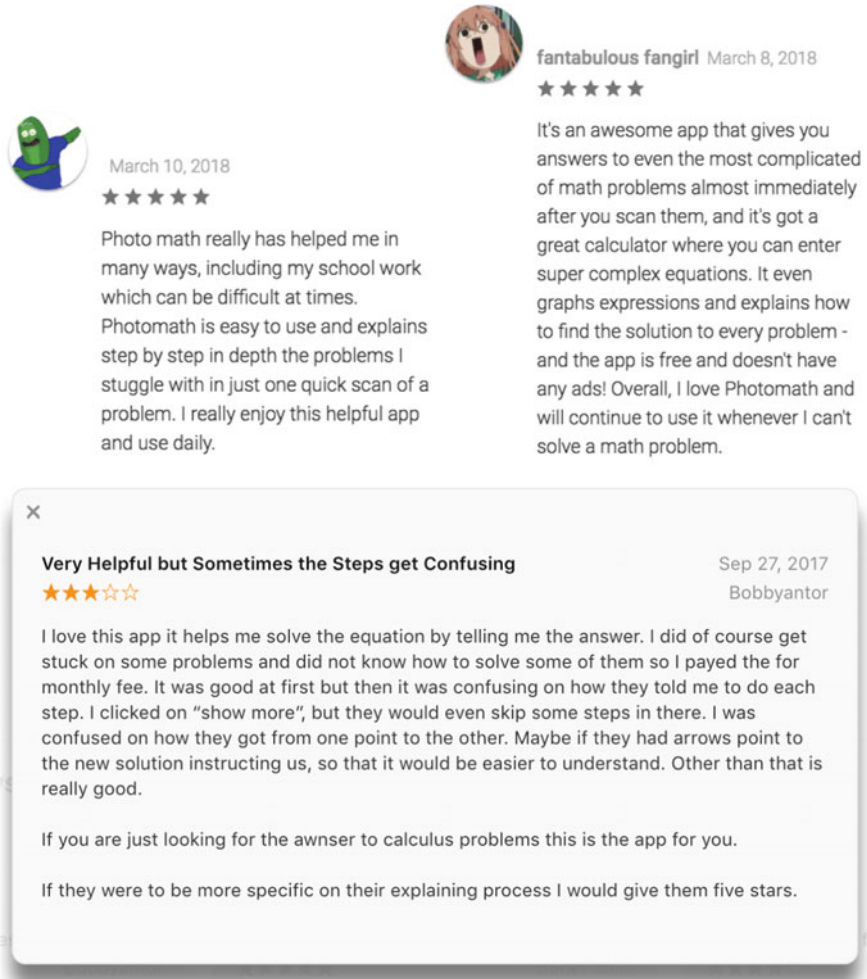 fantabulous fangirl March 8, 2018
It's an awesome app that gives you
answers to even the most complicated
of math problems almost immediately
after you scan them, and it's got a
great calculator where you can enter
super complex equations. It even
graphs expressions and explains how
to find the solution to every problem -
and the app is free and doesn't have
any ads! Overall, I love Photomath and
will continue to use it whenever I can't
solve a math problem.
March 10, 2018
Photo math really has helped me in
many ways, including my school work
which can be difficult at times.
Photomath is easy to use and explains
step by step in depth the problems I
stuggle with in just one quick scan of a
problem. I really enjoy this helpful app
and use daily.
Very Helpful but Sometimes the Steps get Confusing
Sep 27, 2017
Bobbyantor
I love this app it helps me solve the equation by telling me the answer. I did of course get
stuck on some problems and did not know how to solve some of them so I payed the for
monthly fee. It was good at first but then it was confusing on how they told me to do each
step. I clicked on “show more”, but they would even skip some steps in there. I was
confused on how they got from one point to the other. Maybe if they had arrows point to
the new solution instructing us, so that it would be easier to understand. Other than that is
really good.
If you are just looking for the awnser to calculus problems this is the app for you.
If they were to be more specific on their explaining process I would give them five stars.